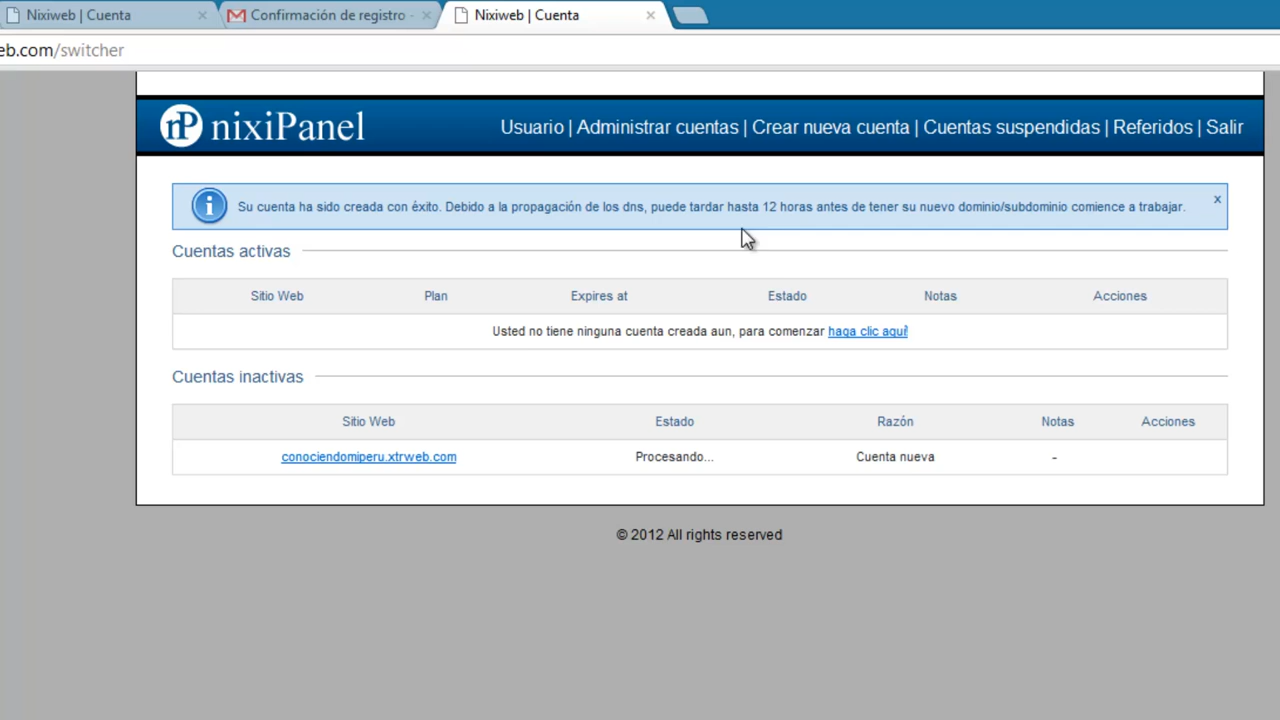 Nixiweb | Cuenta
Confirmación de registro -
Nixiweb | Cuenta
eb.com/switcher
nP nixiPanel
Usuario | Administrar cuentas | Crear nueva cuenta | Cuentas suspendidas | Referidos | Salir
Su cuenta ha sido creada con éxito. Debido a la propagación de los dns, puede tardar hasta 12 horas antes de tener su nuevo dominio/subdominio comience a trabajar.
x
Cuentas activas
Sitio Web Plan Expires at Estado Notas Acciones
Usted no tiene ninguna cuenta creada aun, para comenzar haga clic aquì!
Cuentas inactivas
Sitio Web Estado Razón Notas Acciones
conociendomiperu.xtrweb.com Procesando... Cuenta nueva -
© 2012 All rights reserved